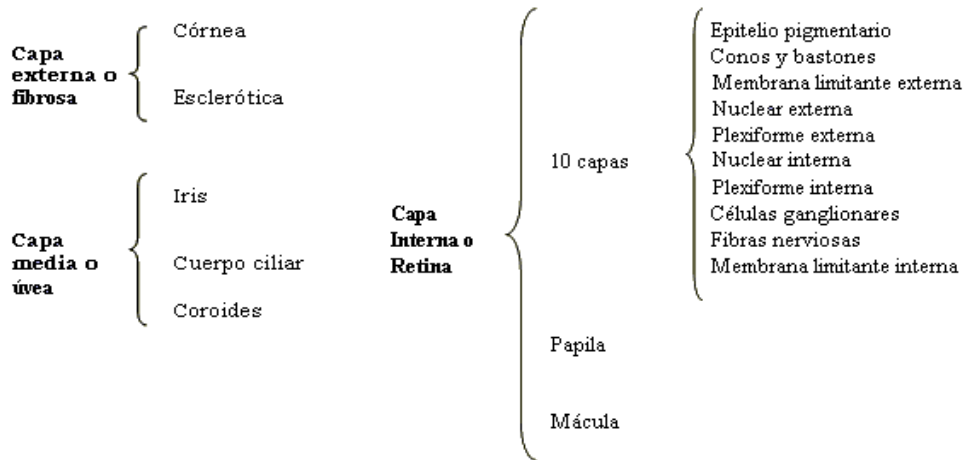 Capa
externa o
fibrosa
Córnea
Esclerótica
Capa
media o
úvea
Iris
Cuerpo ciliar
Coroides
Capa
Interna o
Retina
10 capas
Epitelio pigmentario
Conos y bastones
Membrana limitante externa
Nuclear externa
Plexiforme externa
Nuclear interna
Plexiforme interna
Células ganglionares
Fibras nerviosas
Membrana limitante interna
Papila
Mácula